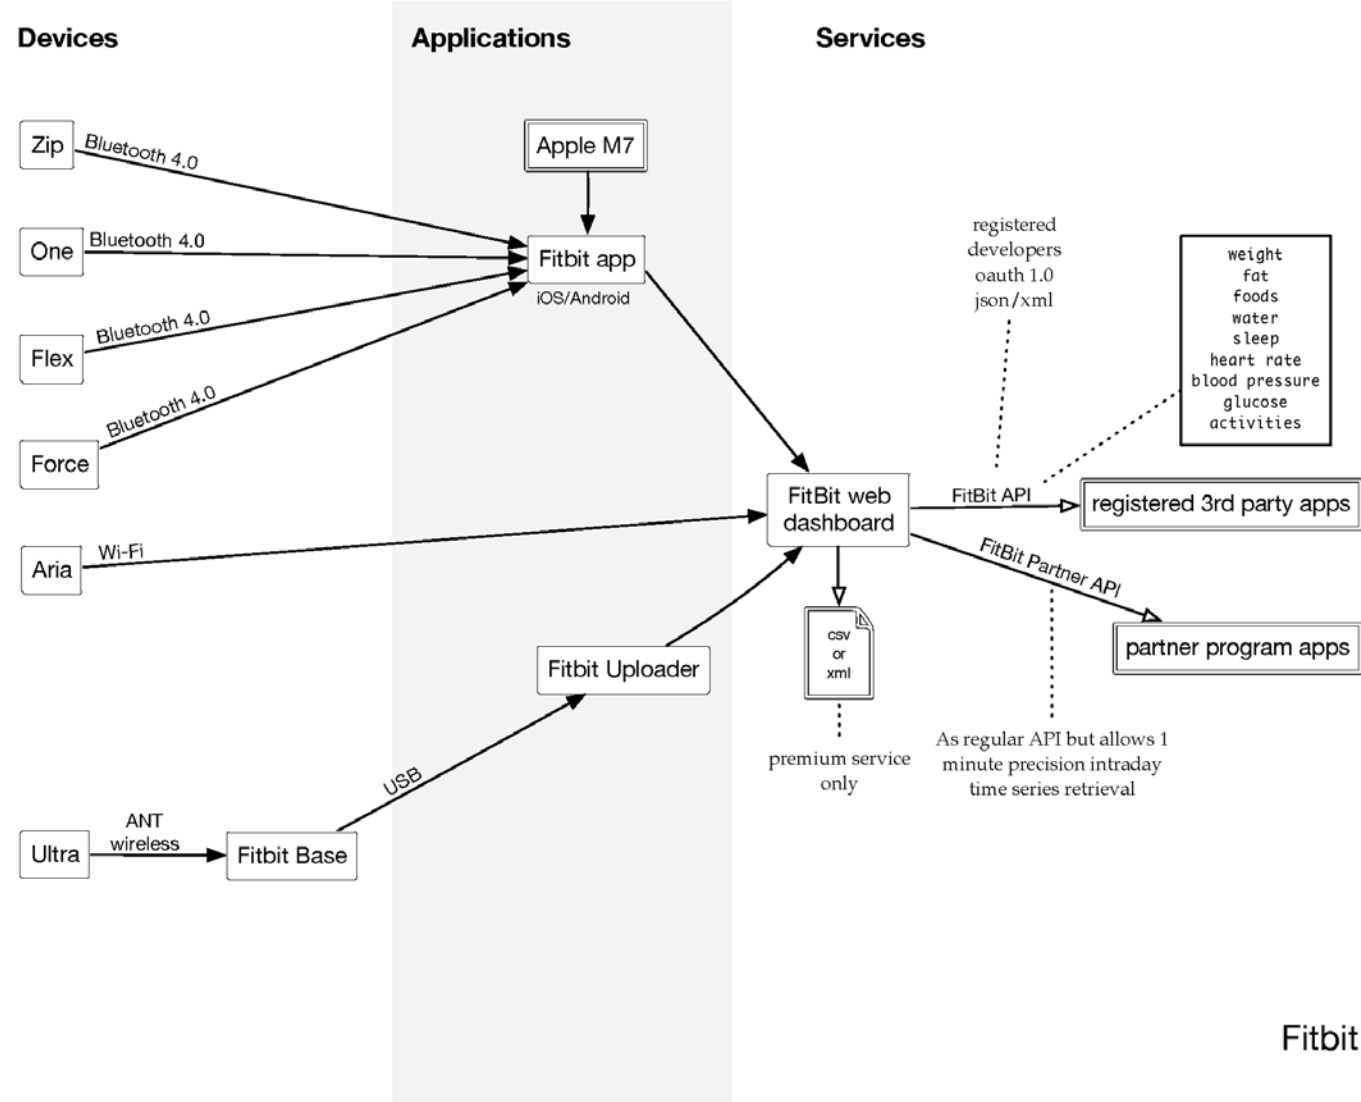 Devices
Applications
Services
Zip
Bluetooth 4.0
Apple M7
One
Bluetooth 4.0
Fitbit app
iOS/Android
Flex
Bluetooth 4.0
Force
Bluetooth 4.0
registered
developers
oauth 1.0
json/xml
weight
fat
foods
water
sleep
heart rate
blood pressure
glucose
activities
Aria
Wi-Fi
FitBit web
dashboard
FitBit API
registered 3rd party apps
FitBit Partner API
partner program apps
csv
or
xml
premium service
only
As regular API but allows 1
minute precision intraday
time series retrieval
Fitbit Uploader
USB
Ultra
ANT
wireless
Fitbit Base
Fitbit